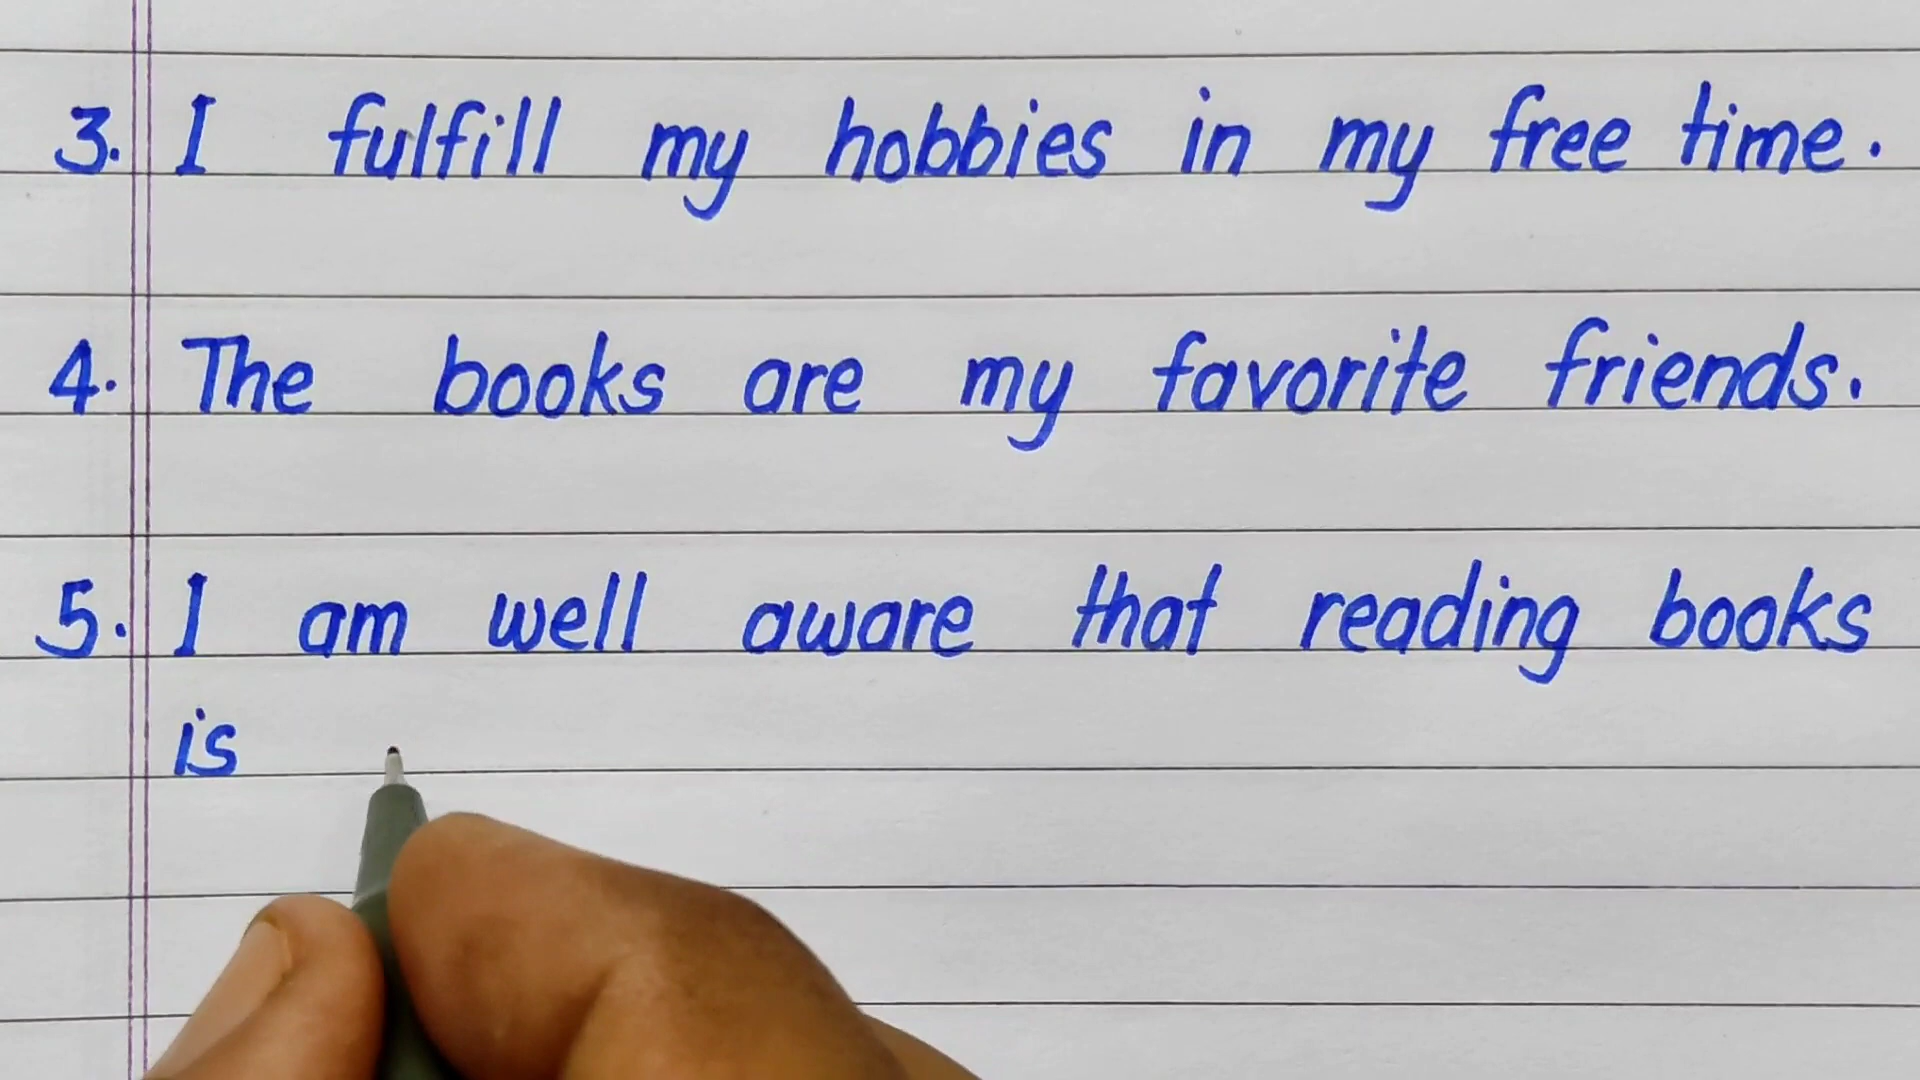 3. I fulfill my hobbies in my free time.
4. The books are my favorite friends.
5. I am well aware that reading books
is